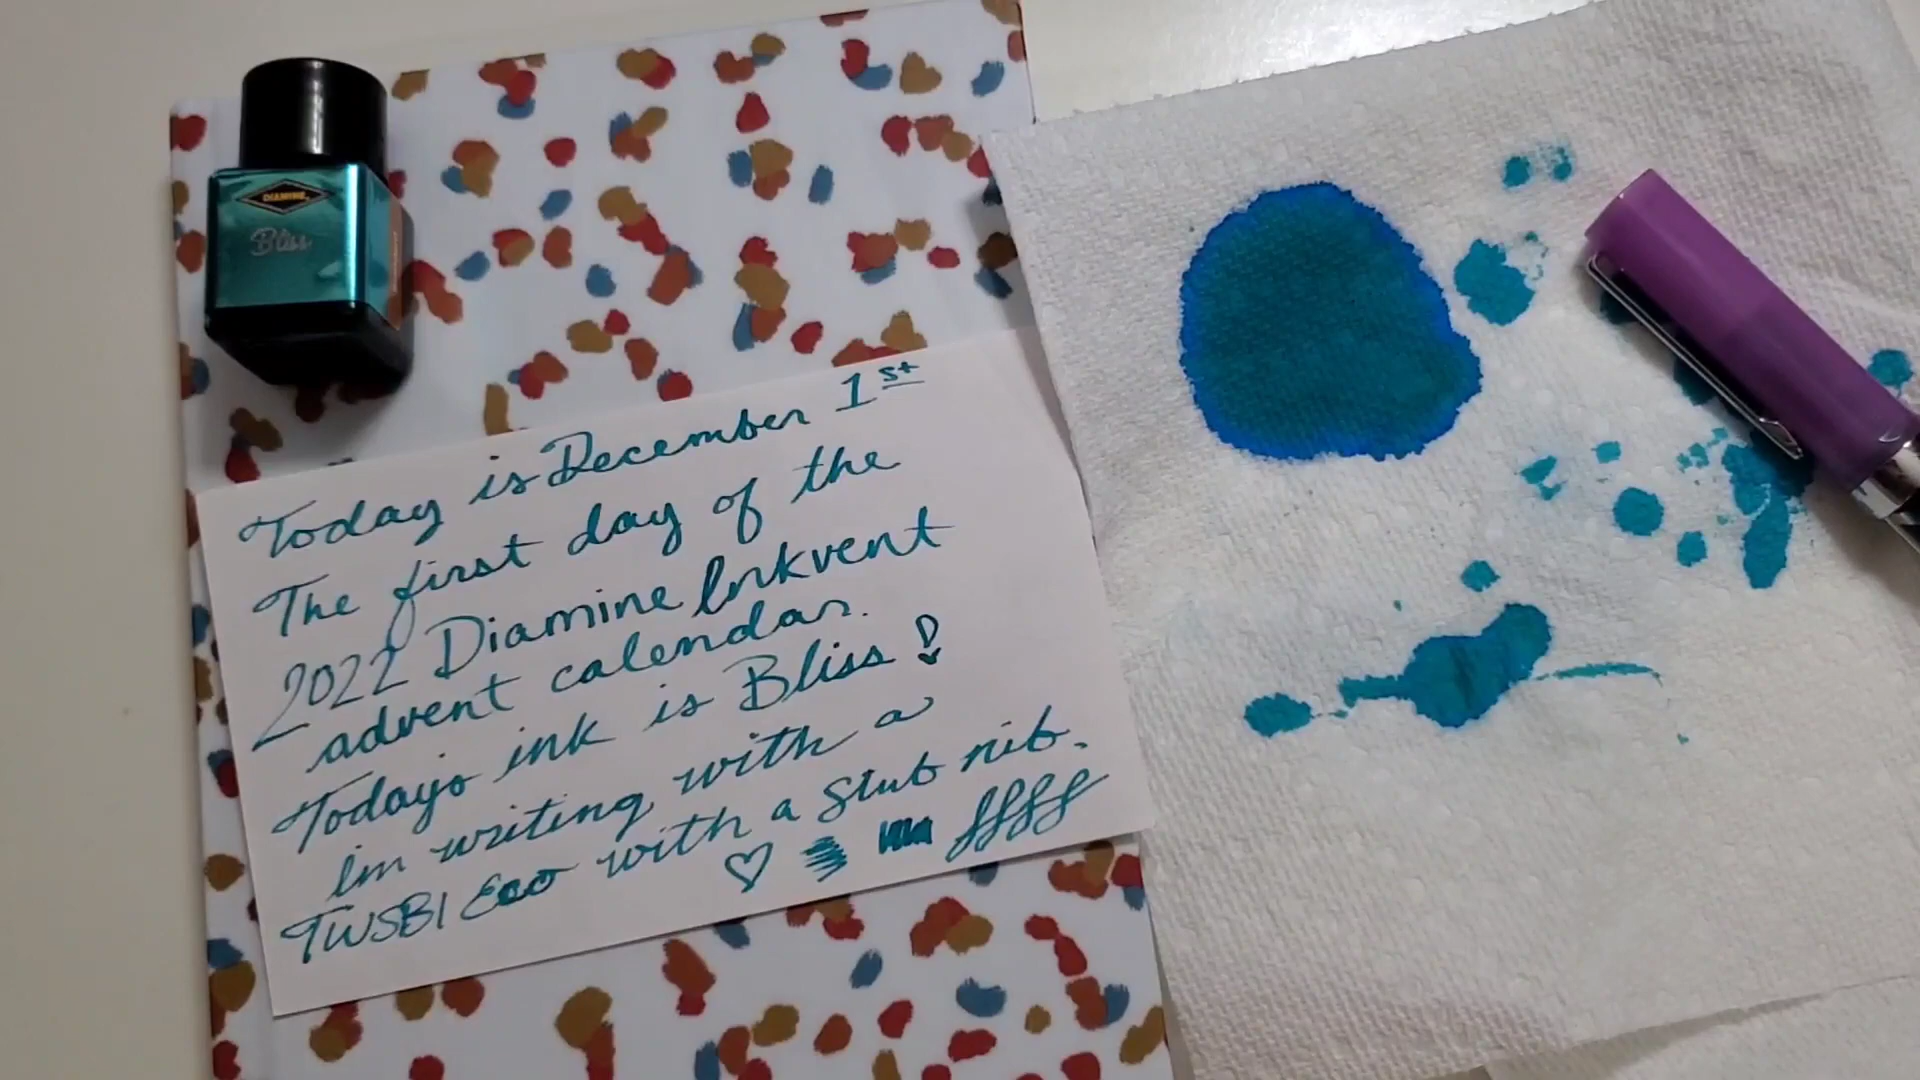 DIAMINE
Bliss
Today is December 1st
The first day of the
2022 Diamine Inkvent
advent calendar.
Todays ink is Bliss!
Im writing with a
TWSBI Eco with a stub nib.